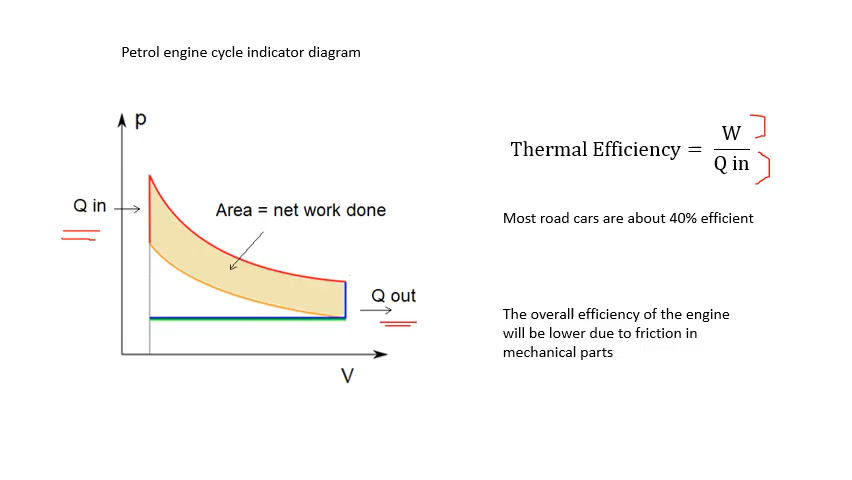 Petrol engine cycle indicator diagram
p
Q in
Area = net work done
Q out
V
Thermal Efficiency = W / Q in
Most road cars are about 40% efficient
The overall efficiency of the engine
will be lower due to friction in
mechanical parts